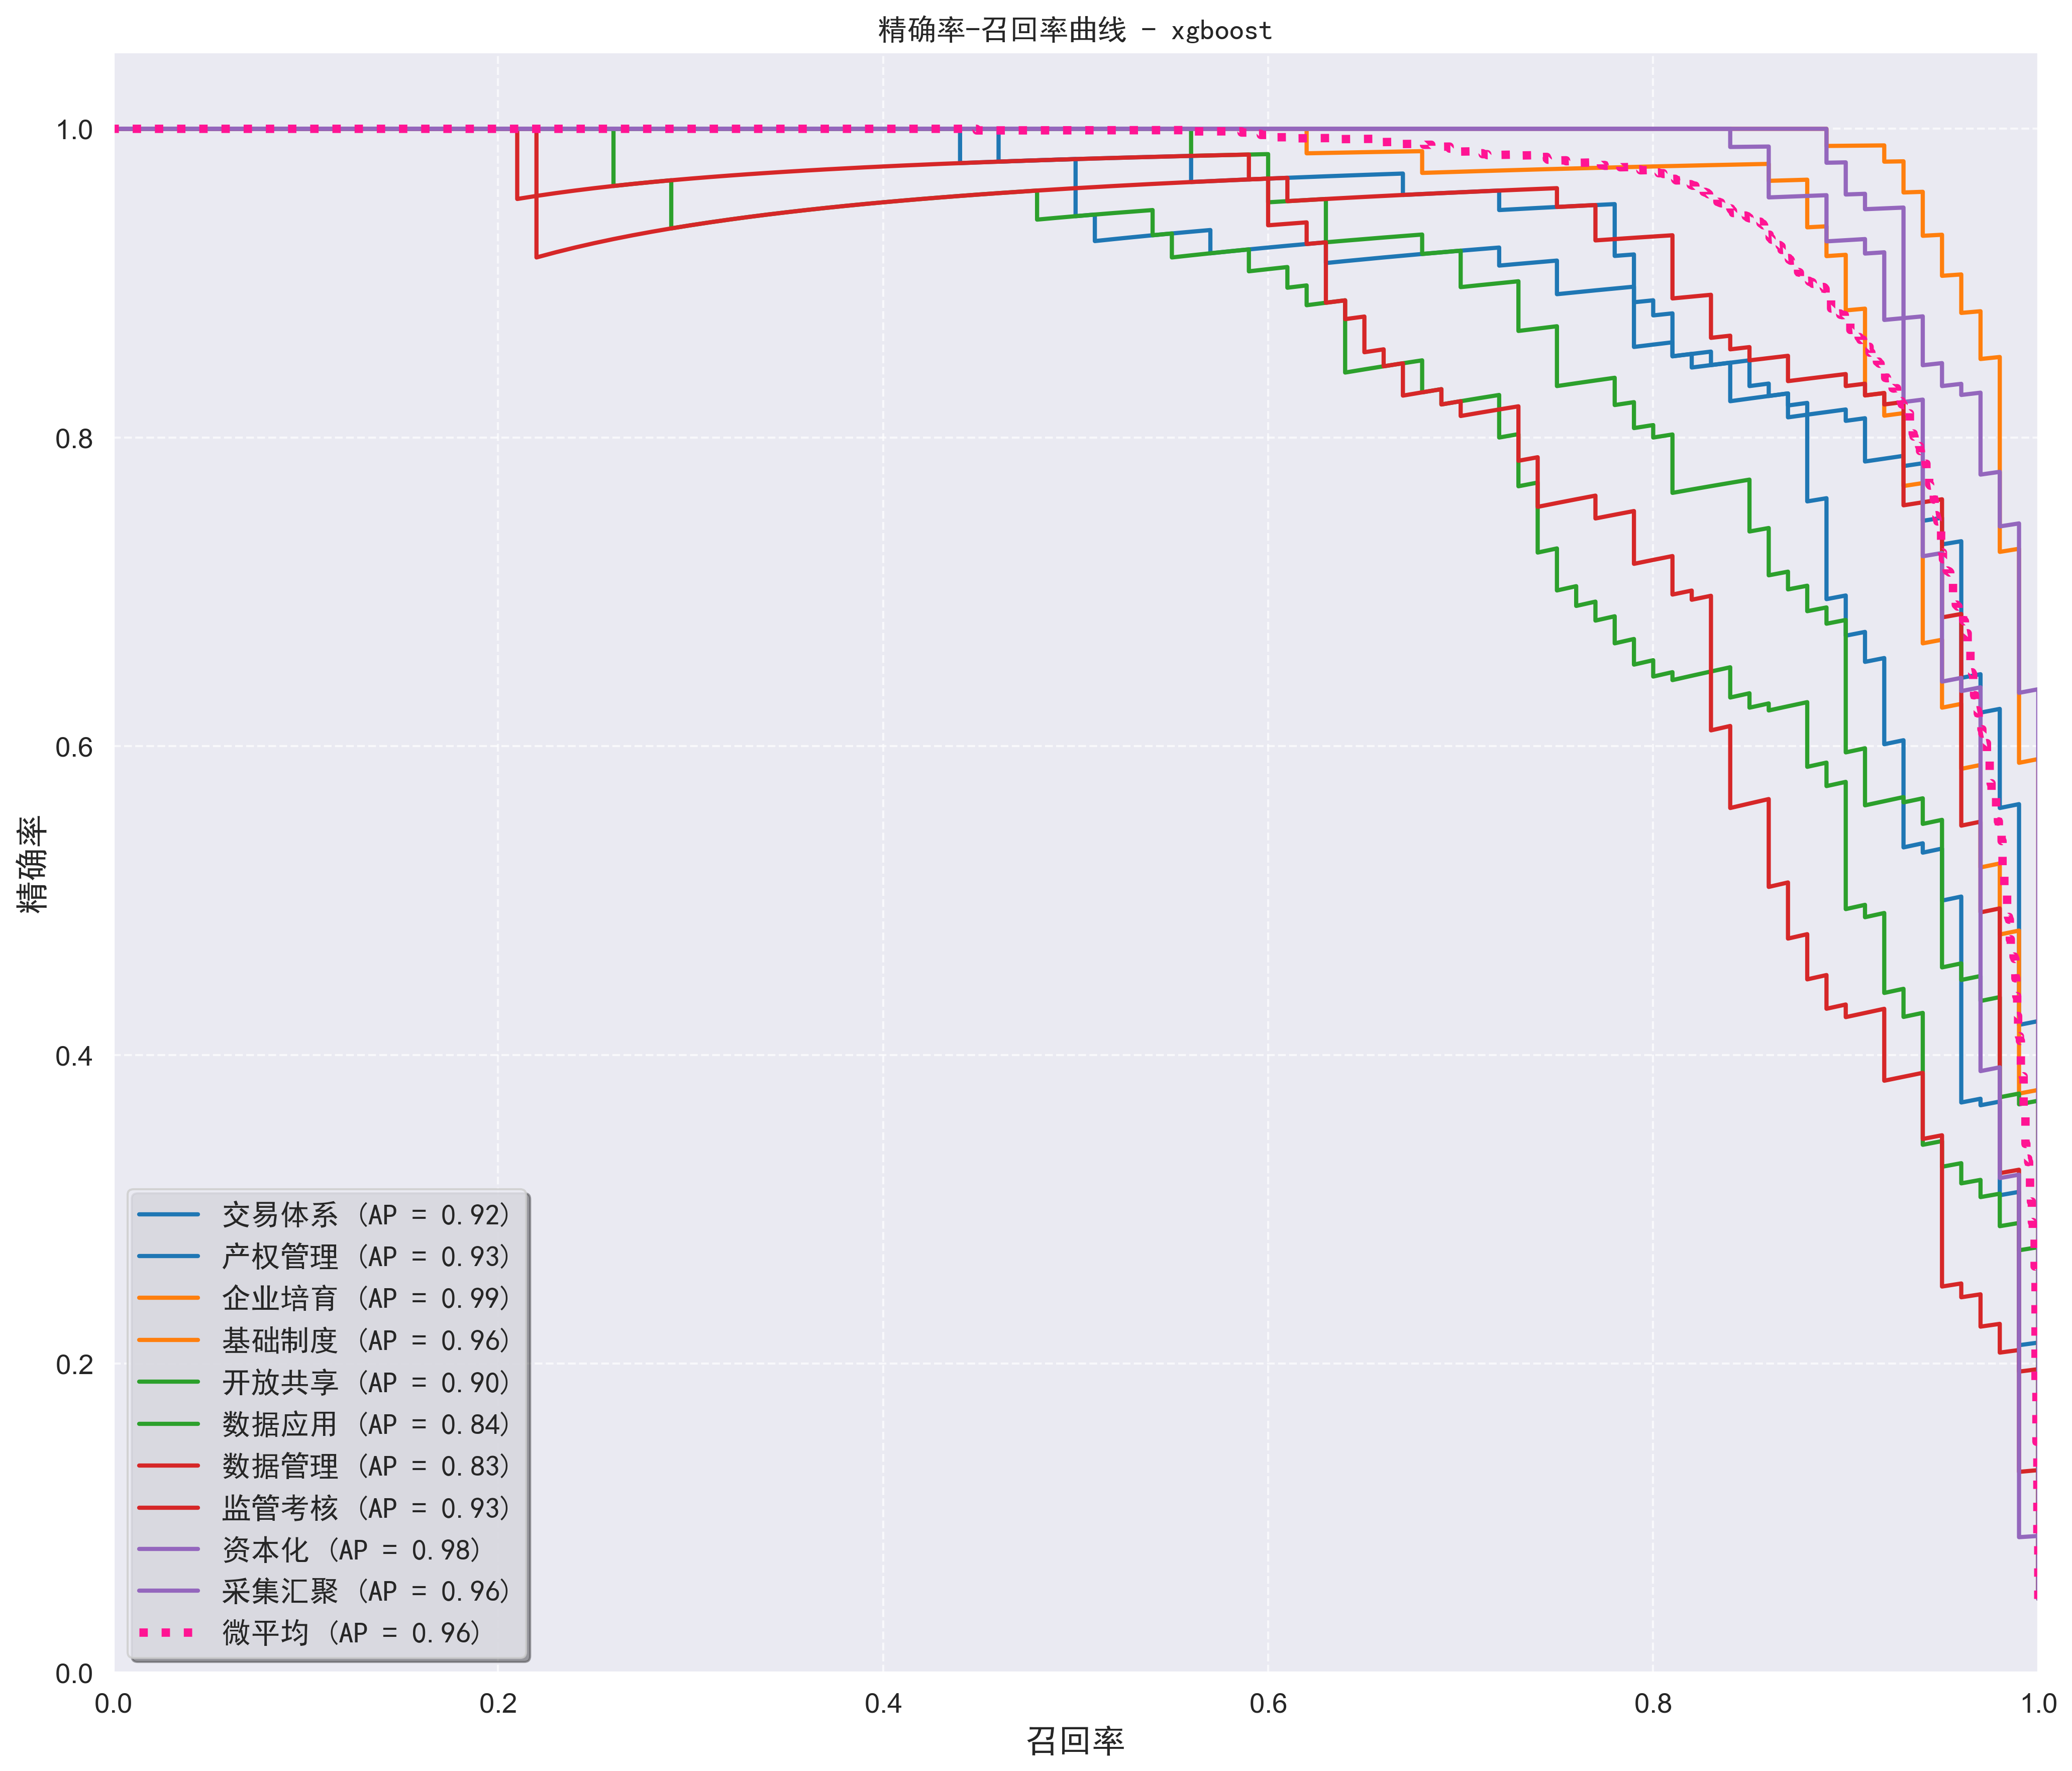 精确率-召回率曲线 - xgboost
精确率
1.0
0.8
0.6
0.4
0.2
0.0
交易体系 (AP = 0.92)
产权管理 (AP = 0.93)
企业培育 (AP = 0.99)
基础制度 (AP = 0.96)
开放共享 (AP = 0.90)
数据应用 (AP = 0.84)
数据管理 (AP = 0.83)
监管考核 (AP = 0.93)
资本化 (AP = 0.98)
采集汇聚 (AP = 0.96)
微平均 (AP = 0.96)
0.0 0.2 0.4 0.6 0.8 1.0
召回率